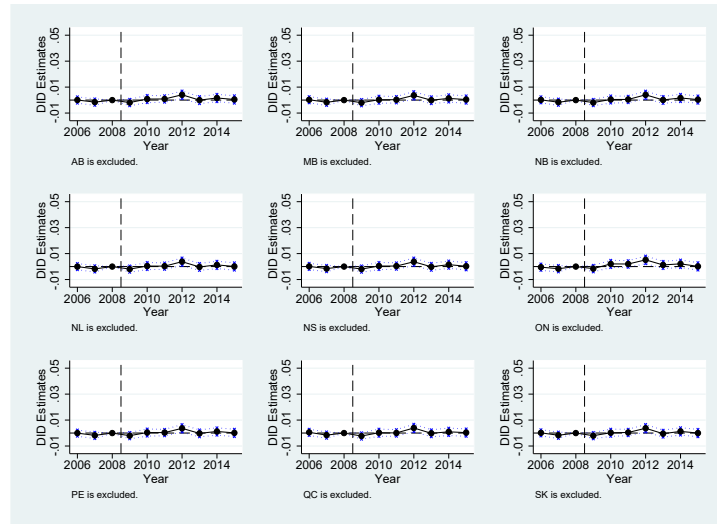 DID Estimates
-.01 .01 .03 .05
2006 2008 2010 2012 2014
Year
AB is excluded.
DID Estimates
-.01 .01 .03 .05
2006 2008 2010 2012 2014
Year
MB is excluded.
DID Estimates
-.01 .01 .03 .05
2006 2008 2010 2012 2014
Year
NB is excluded.
DID Estimates
-.01 .01 .03 .05
2006 2008 2010 2012 2014
Year
NL is excluded.
DID Estimates
-.01 .01 .03 .05
2006 2008 2010 2012 2014
Year
NS is excluded.
DID Estimates
-.01 .01 .03 .05
2006 2008 2010 2012 2014
Year
ON is excluded.
DID Estimates
-.01 .01 .03 .05
2006 2008 2010 2012 2014
Year
PE is excluded.
DID Estimates
-.01 .01 .03 .05
2006 2008 2010 2012 2014
Year
QC is excluded.
DID Estimates
-.01 .01 .03 .05
2006 2008 2010 2012 2014
Year
SK is excluded.